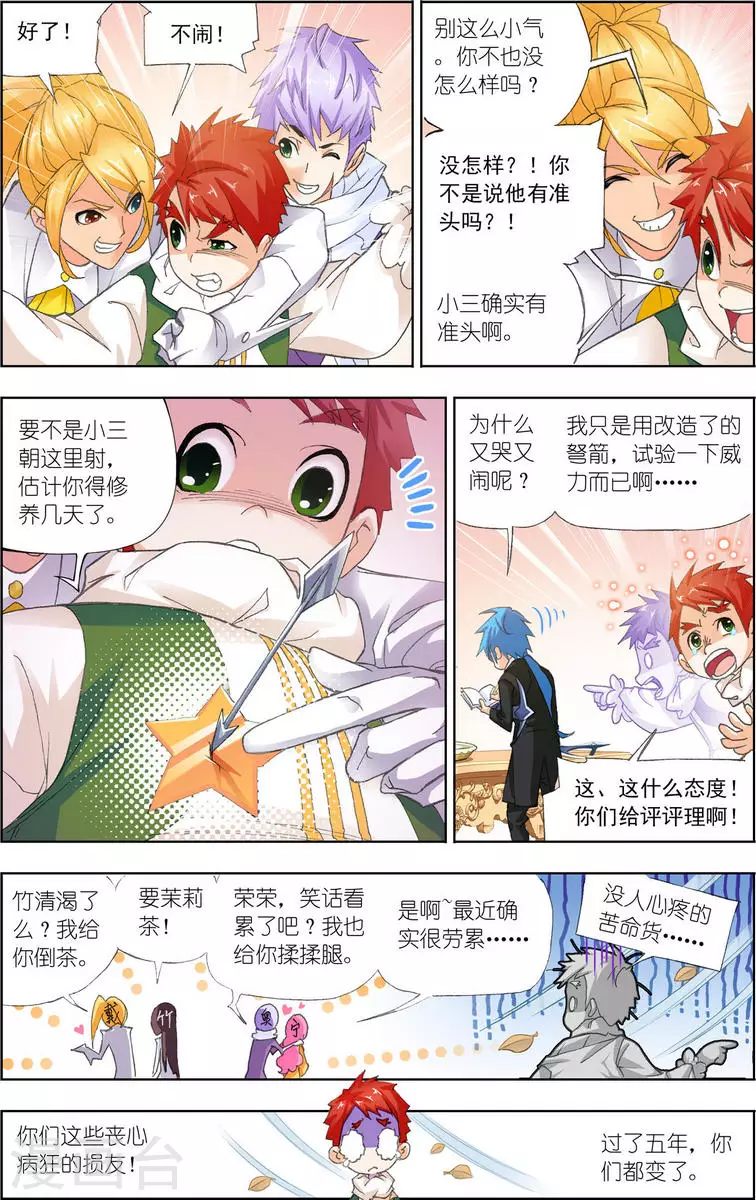 好了！
不闹！
别这么小气
。你不也没
怎么样吗？
没怎样？！你
不是说他有准
头吗？！
小三确实有
准头啊。
要不是小三
朝这里射，
估计你得修
养几天了。
为什么
又哭又
闹呢？
我只是用改造了的
弩箭，试验一下威
力而已啊……
这、这什么态度！
你们给评评理啊！
竹清渴了
么？我给
你倒茶。
要茉莉
茶！
荣荣，笑话看
累了吧？我也
给你揉揉腿。
是啊~最近确
实很劳累……
没人心疼的
苦命货……
戴
竹
奥
宁
你们这些丧心
病狂的损友！
过了五年，你
们都变了。
漫画台